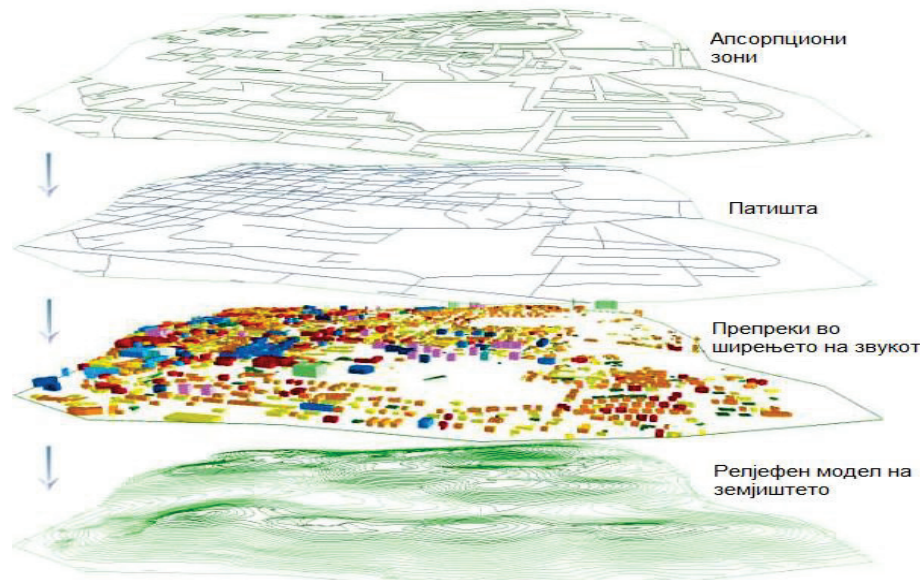 Апсорпциони
зони
Патишта
Препреки во
ширењето на звукот
Релјефен модел на
земјиштето